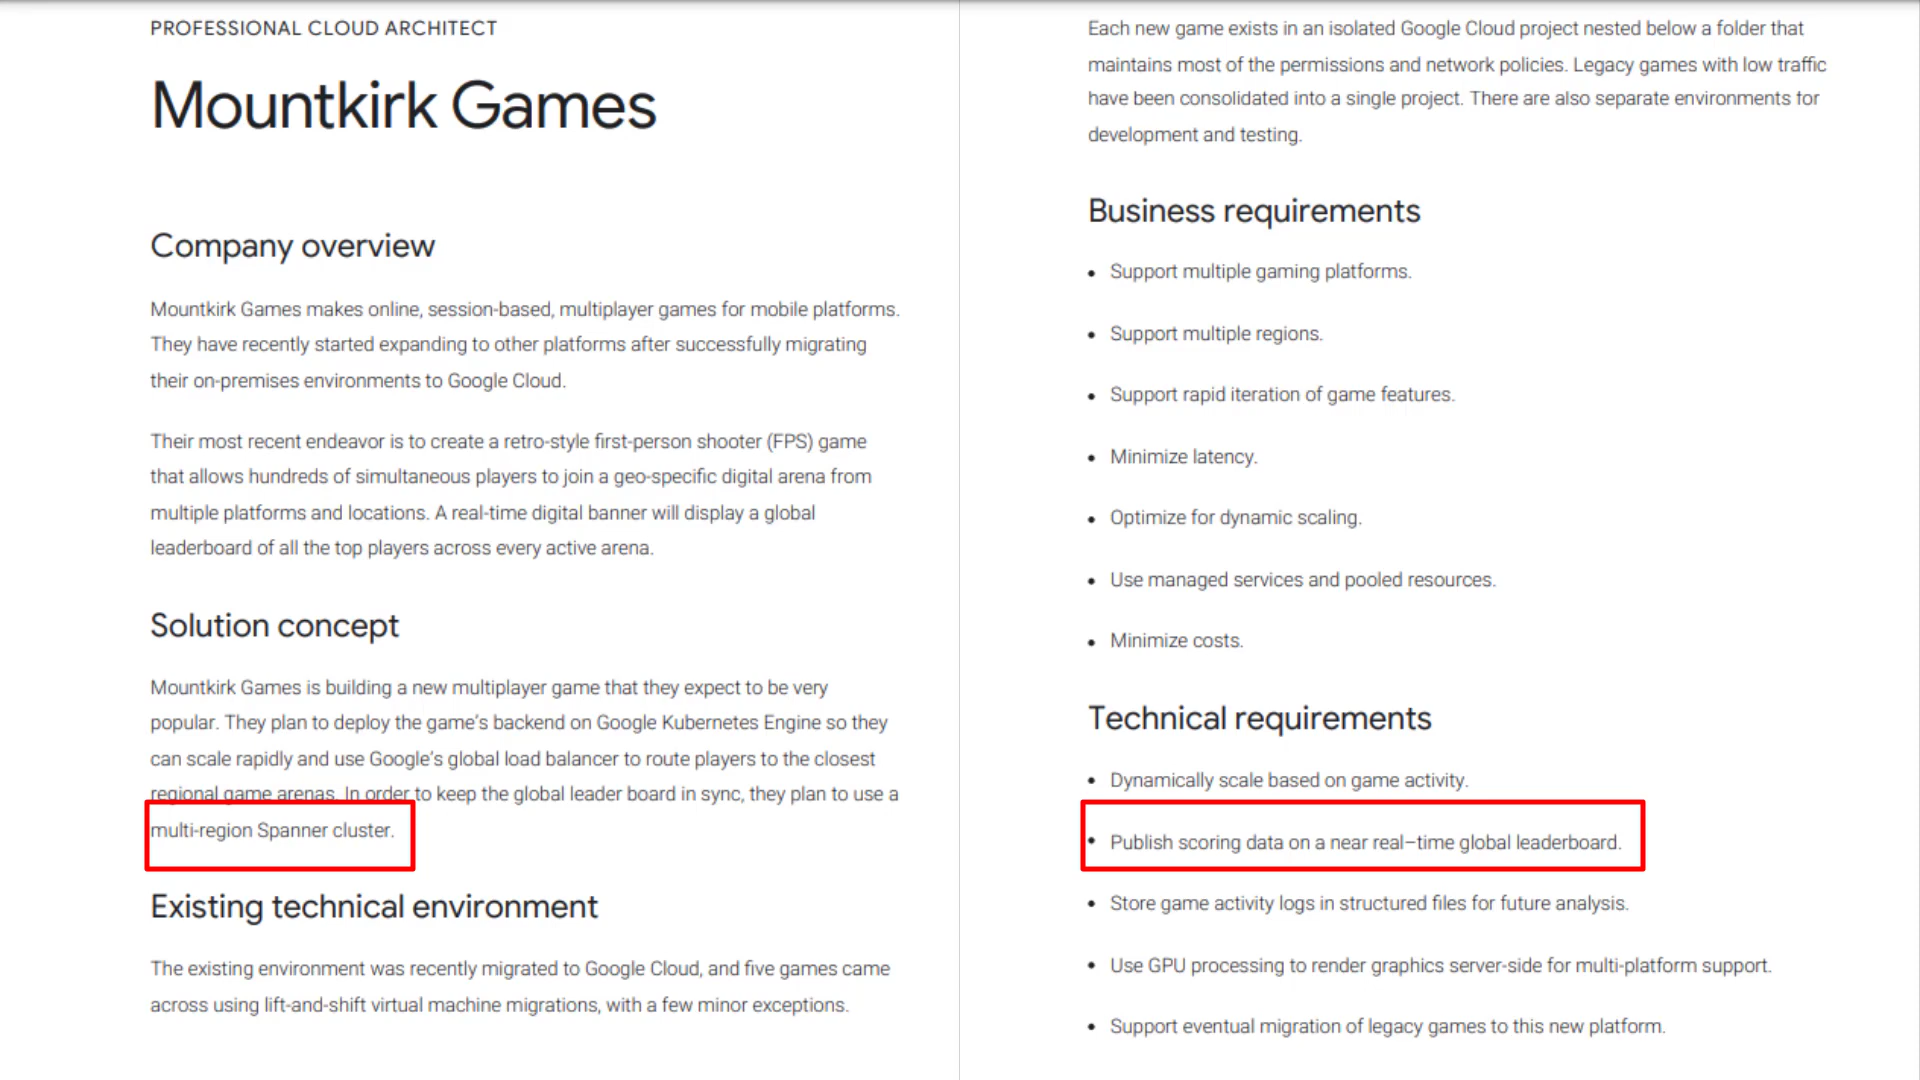 PROFESSIONAL CLOUD ARCHITECT
Mountkirk Games
Company overview
Mountkirk Games makes online, session-based, multiplayer games for mobile platforms.
They have recently started expanding to other platforms after successfully migrating
their on-premises environments to Google Cloud.
Their most recent endeavor is to create a retro-style first-person shooter (FPS) game
that allows hundreds of simultaneous players to join a geo-specific digital arena from
multiple platforms and locations. A real-time digital banner will display a global
leaderboard of all the top players across every active arena.
Solution concept
Mountkirk Games is building a new multiplayer game that they expect to be very
popular. They plan to deploy the game's backend on Google Kubernetes Engine so they
can scale rapidly and use Google's global load balancer to route players to the closest
regional game arenas. In order to keep the global leader board in sync, they plan to use a
multi-region Spanner cluster.
Existing technical environment
The existing environment was recently migrated to Google Cloud, and five games came
across using lift-and-shift virtual machine migrations, with a few minor exceptions.
Each new game exists in an isolated Google Cloud project nested below a folder that
maintains most of the permissions and network policies. Legacy games with low traffic
have been consolidated into a single project. There are also separate environments for
development and testing.
Business requirements
• Support multiple gaming platforms.
• Support multiple regions.
• Support rapid iteration of game features.
• Minimize latency.
• Optimize for dynamic scaling.
• Use managed services and pooled resources.
• Minimize costs.
Technical requirements
• Dynamically scale based on game activity.
• Publish scoring data on a near real–time global leaderboard.
• Store game activity logs in structured files for future analysis.
• Use GPU processing to render graphics server-side for multi-platform support.
• Support eventual migration of legacy games to this new platform.